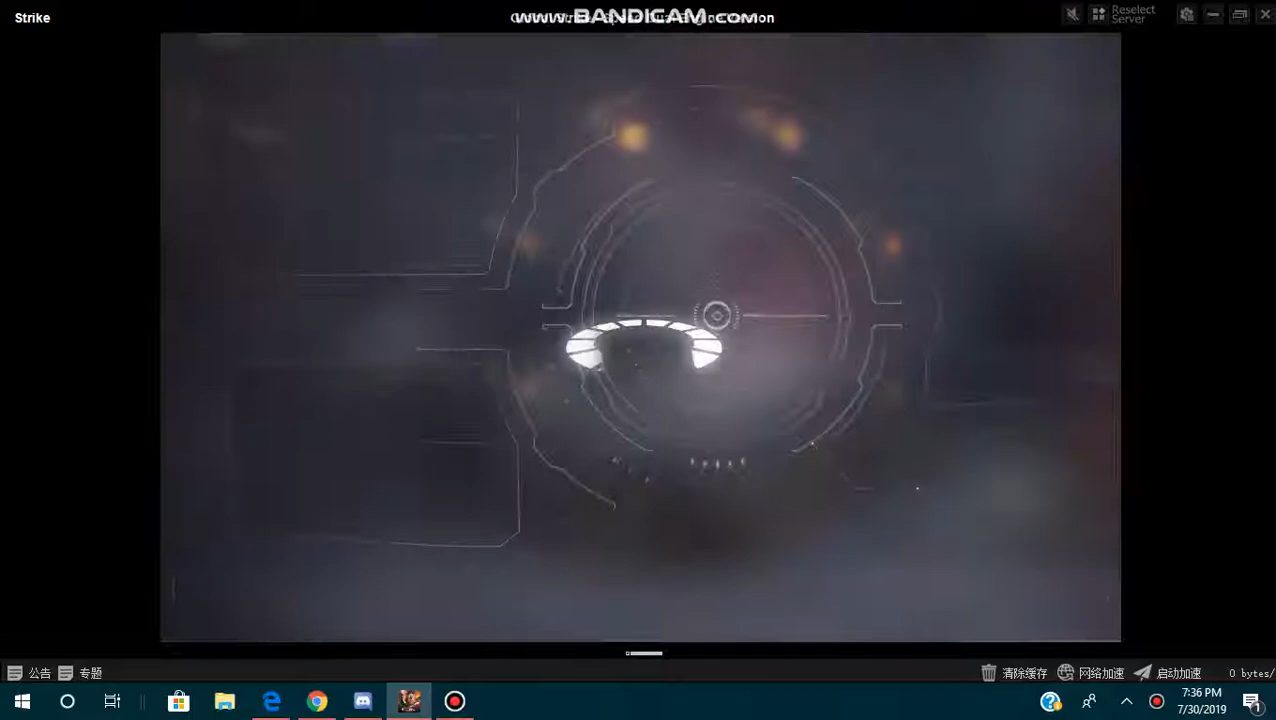 Strike
www.BANDICAM.com
Reselect
Server
公告
专题
清除缓存
网络加速
启动加速
0 bytes/
7:36 PM
7/30/2019
1